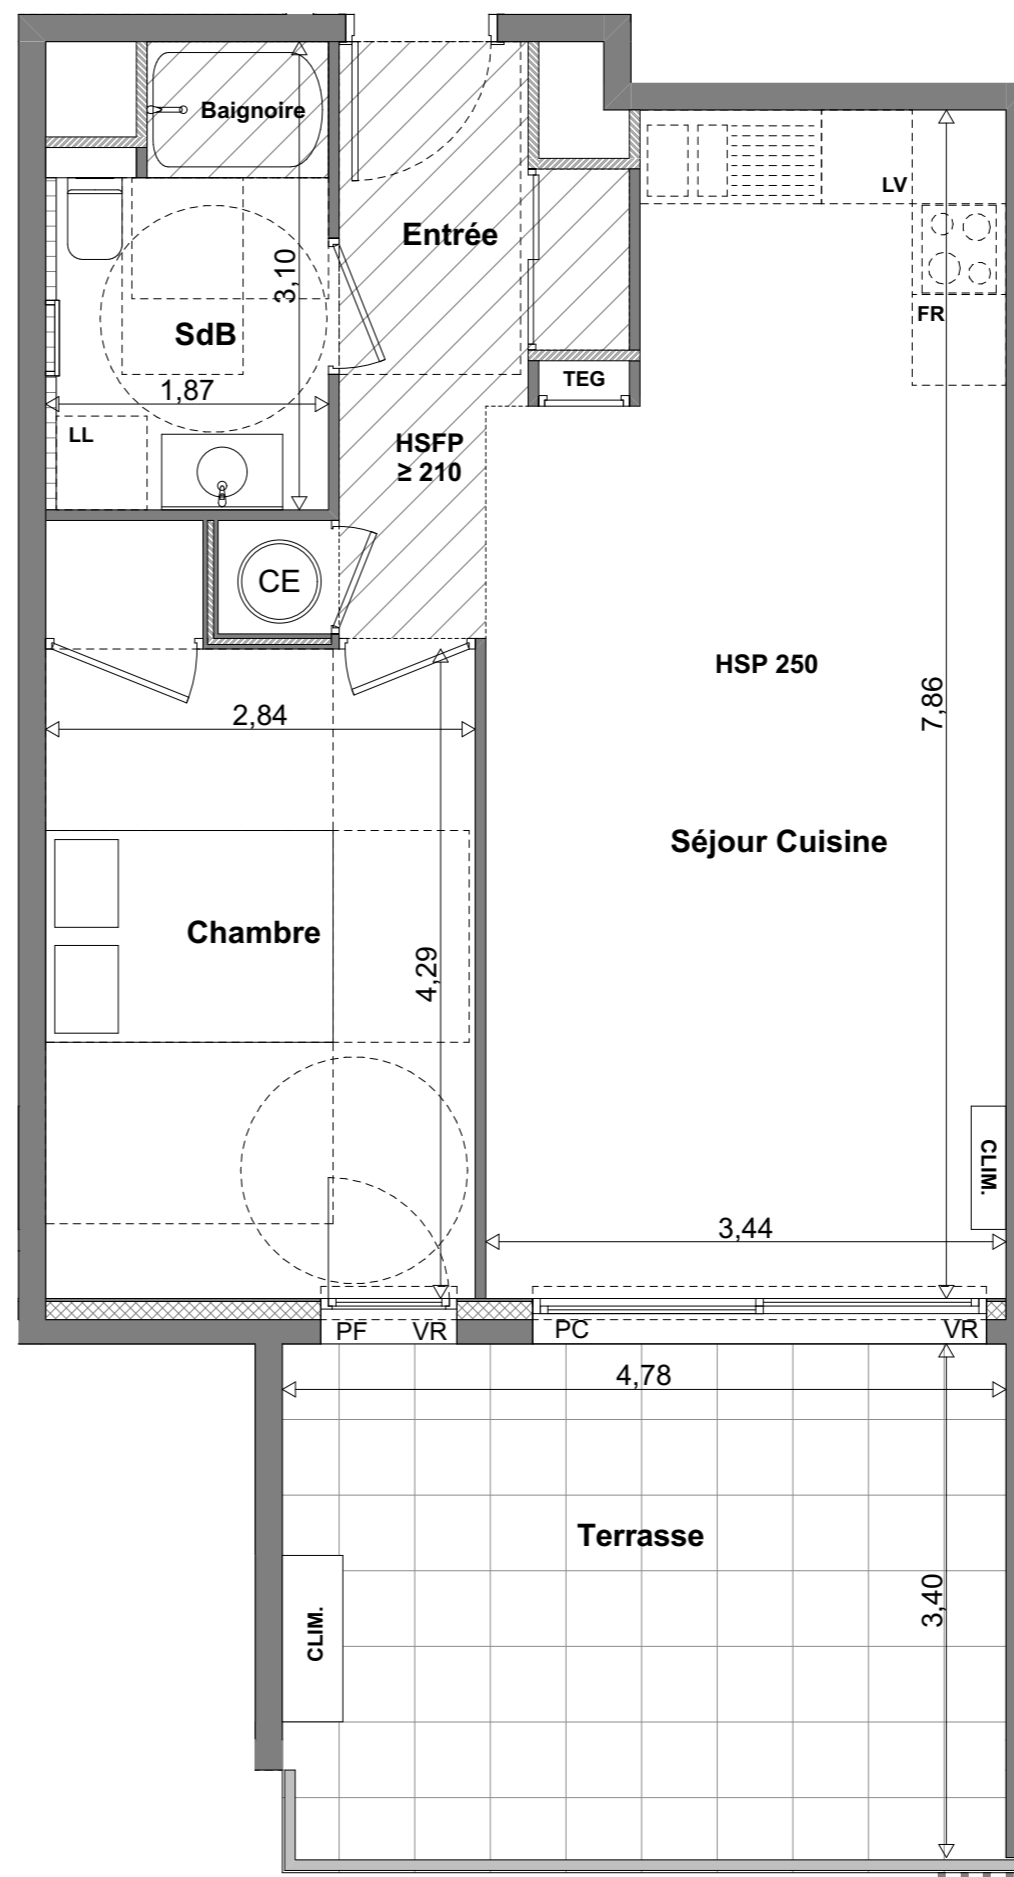 Baignoire
LV
Entrée
3,10
FR
SdB
TEG
1,87
LL
HSFP
≥ 210
CE
HSP 250
2,84
7,86
Séjour Cuisine
Chambre
4,29
CLIM.
3,44
PF VR PC VR
4,78
Terrasse
3,40
CLIM.